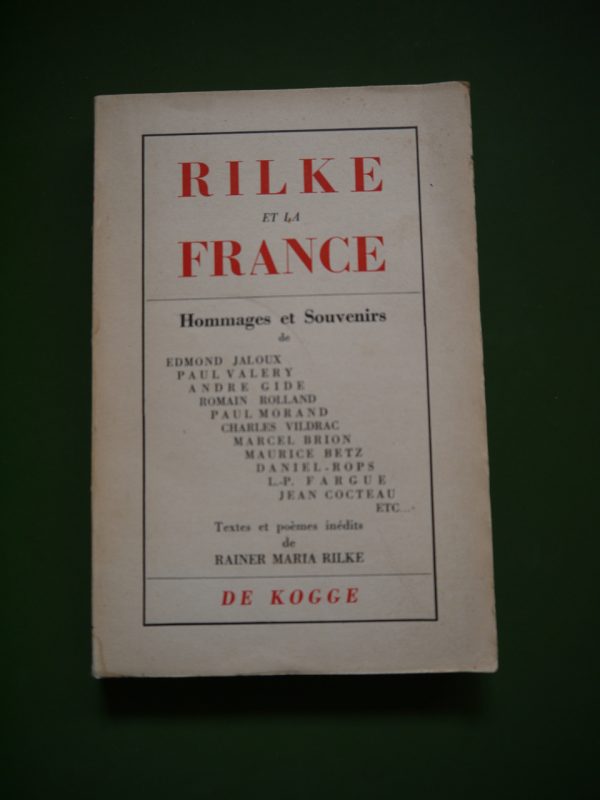 RILKE
ET LA
FRANCE
Hommages et Souvenirs
de
EDMOND JALOUX
PAUL VALERY
ANDRE GIDE
ROMAIN ROLLAND
PAUL MORAND
CHARLES VILDRAC
MARCEL BRION
MAURICE BETZ
DANIEL-ROPS
L.-P. FARGUE
JEAN COCTEAU
ETC...
Textes et poèmes inédits
de
RAINER MARIA RILKE
DE KOGGE